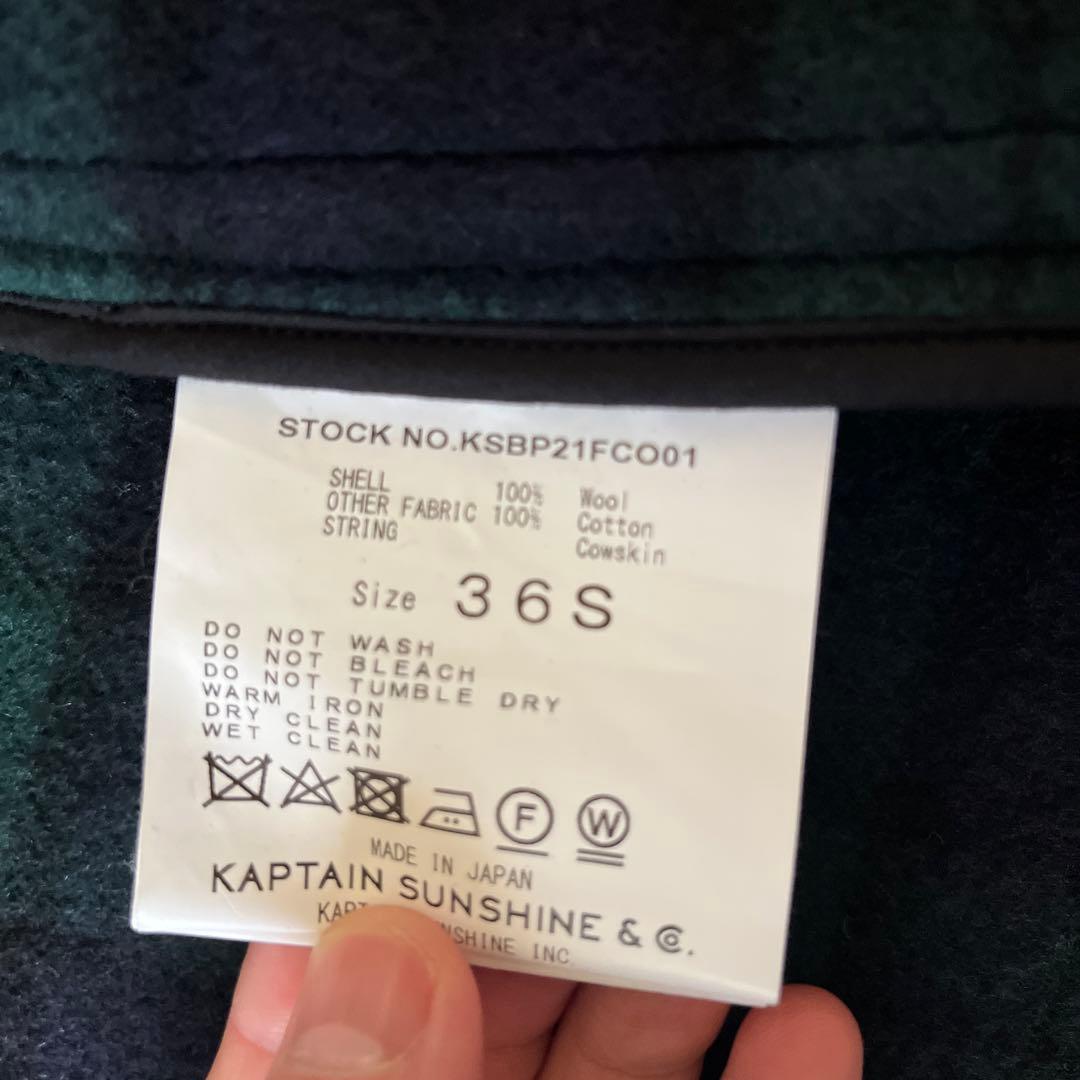 STOCK NO.KSBP21FCO01
SHELL 100% Wool
OTHER FABRIC 100% Cotton
STRING Cowskin
Size 36S
DO NOT WASH
DO NOT BLEACH
DO NOT TUMBLE DRY
WARM IRON
DRY CLEAN
WET CLEAN
F W
MADE IN JAPAN
KAPTAIN SUNSHINE & Co.
INC